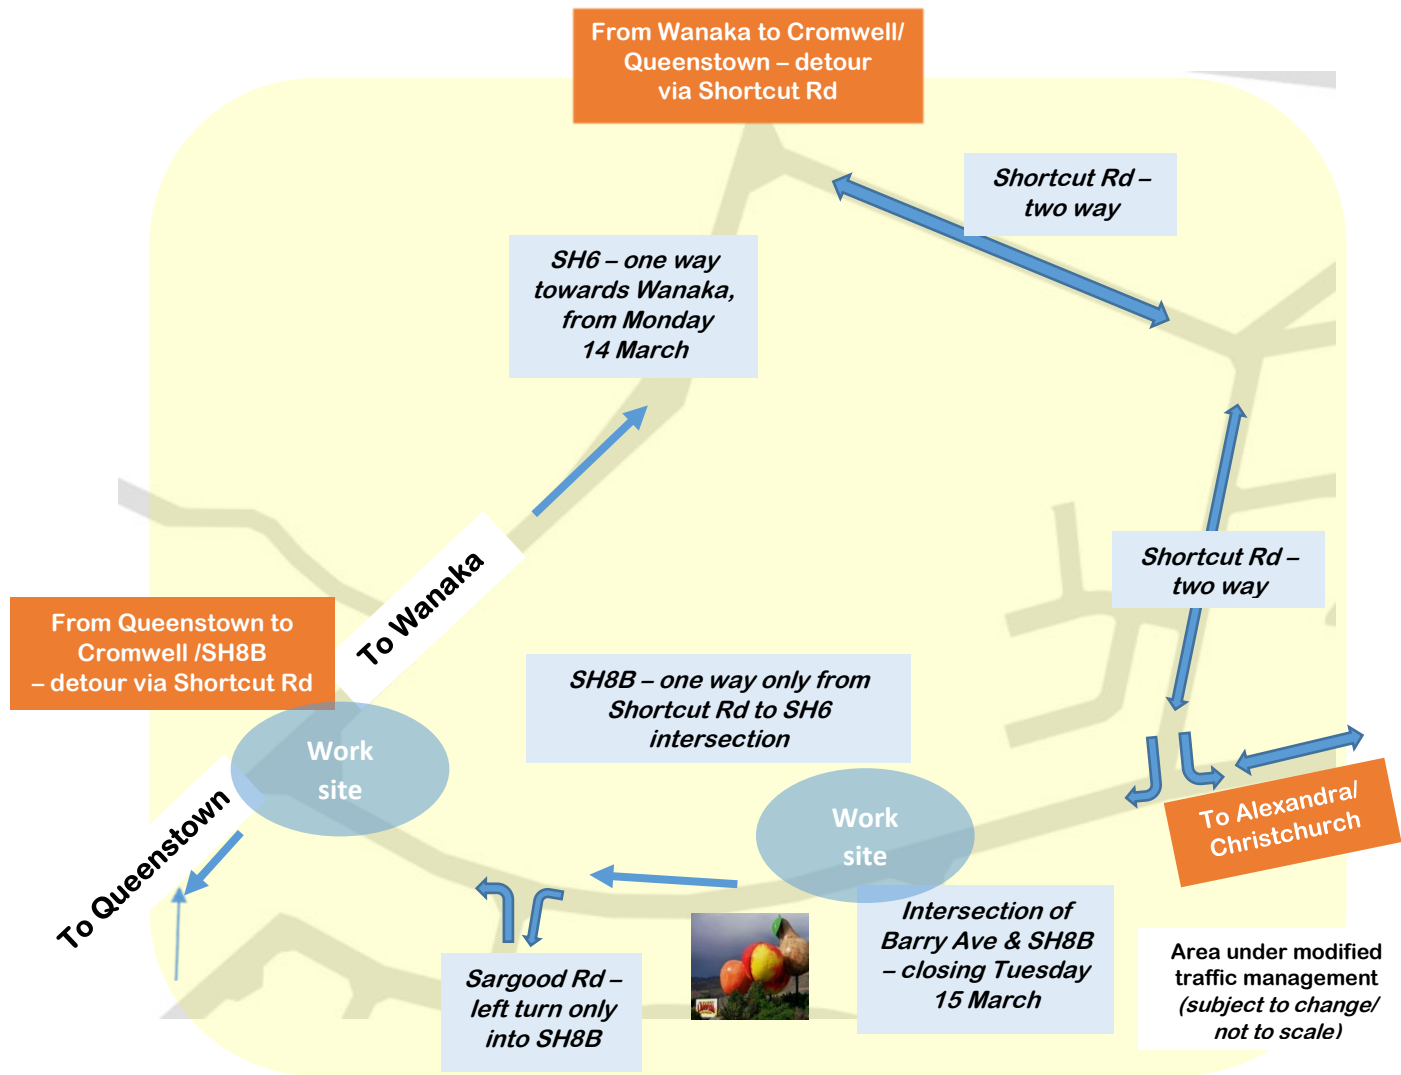 From Wanaka to Cromwell/
Queenstown – detour
via Shortcut Rd
Shortcut Rd –
two way
SH6 – one way
towards Wanaka,
from Monday
14 March
Shortcut Rd –
two way
To Wanaka
From Queenstown to
Cromwell /SH8B
– detour via Shortcut Rd
SH8B – one way only from
Shortcut Rd to SH6
intersection
Work
site
Work
site
To Queenstown
To Alexandra/
Christchurch
Intersection of
Barry Ave & SH8B
– closing Tuesday
15 March
Sargood Rd –
left turn only
into SH8B
Area under modified
traffic management
(subject to change/
not to scale)